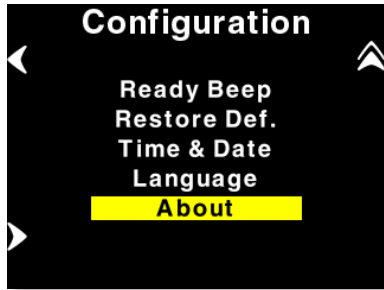 Configuration
Ready Beep
Restore Def.
Time & Date
Language
About